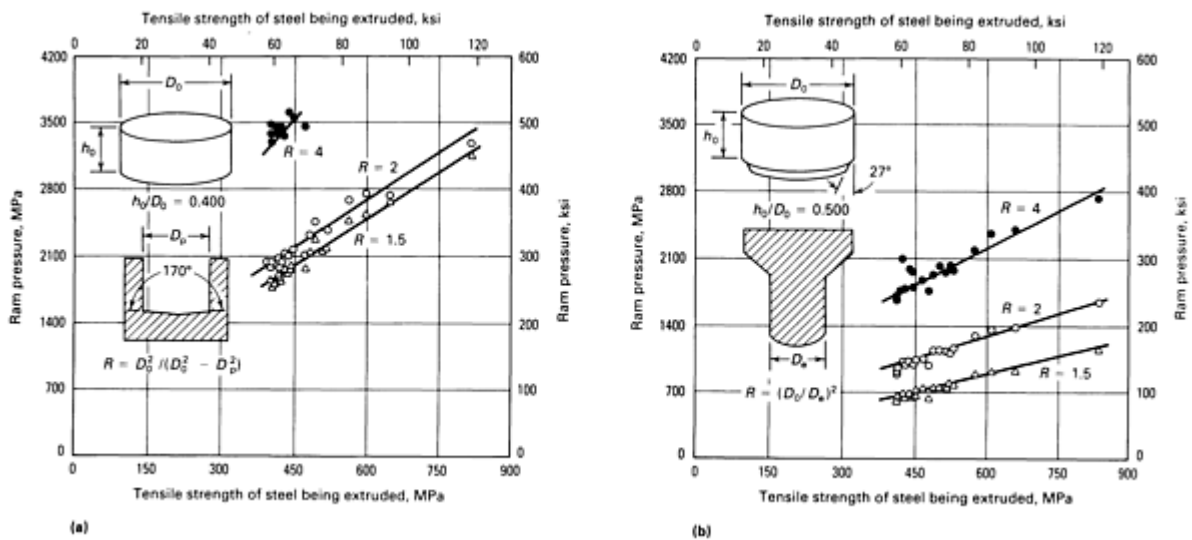 Tensile strength of steel being extruded, ksi
0 20 40 60 80 100 120
4200 3500 2800 2100 1400 700 0
Ram pressure, MPa
600 500 400 300 200 100 0
Ram pressure, ksi
D₀
h₀
h₀/D₀ = 0.400
Dₚ
170°
R = D₀²/(D₀² − Dₚ²)
R = 4
R = 2
R = 1.5
0 150 300 450 600 750 900
Tensile strength of steel being extruded, MPa
(a)
Tensile strength of steel being extruded, ksi
0 20 40 60 80 100 120
4200 3500 2800 2100 1400 700 0
Ram pressure, MPa
600 500 400 300 200 100 0
Ram pressure, ksi
D₀
h₀
27°
h₀/D₀ = 0.500
Dₑ
R = (D₀/Dₑ)²
R = 4
R = 2
R = 1.5
0 150 300 450 600 750 900
Tensile strength of steel being extruded, MPa
(b)